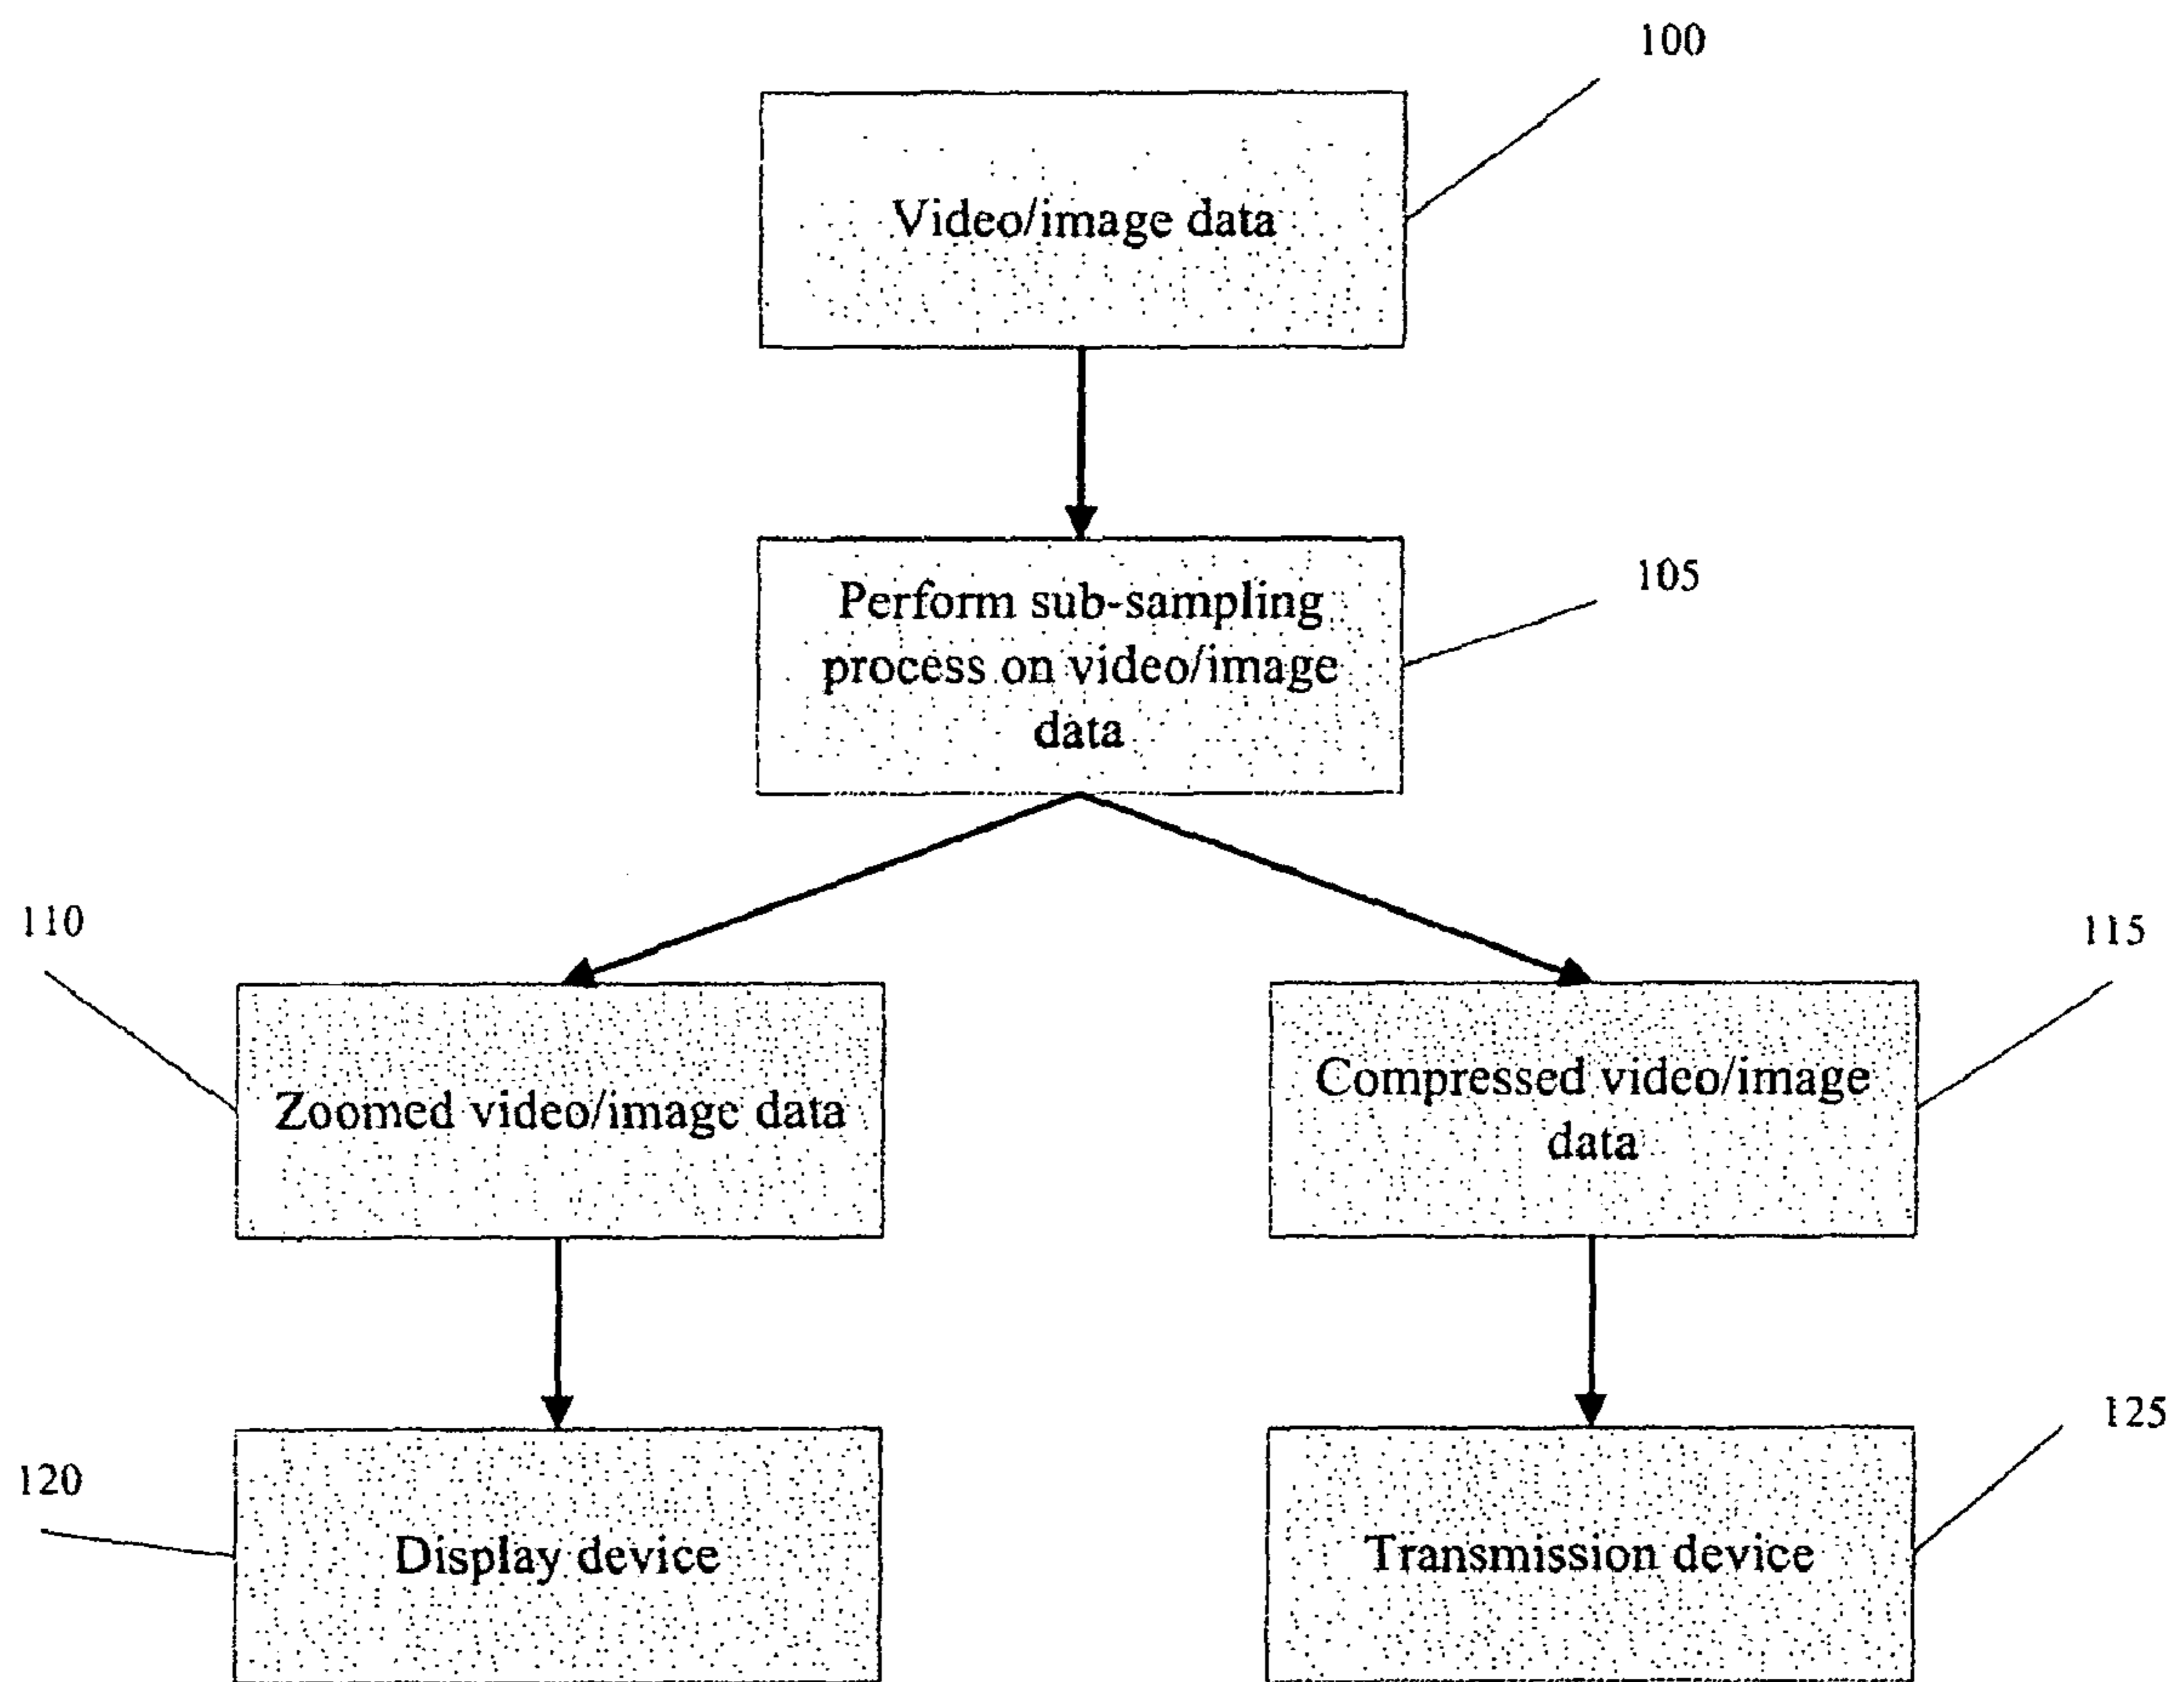 100
Video/image data
105
Perform sub-sampling
process on video/image
data
110
115
Zoomed video/image data
Compressed video/image
data
120
125
Display device
Transmission device